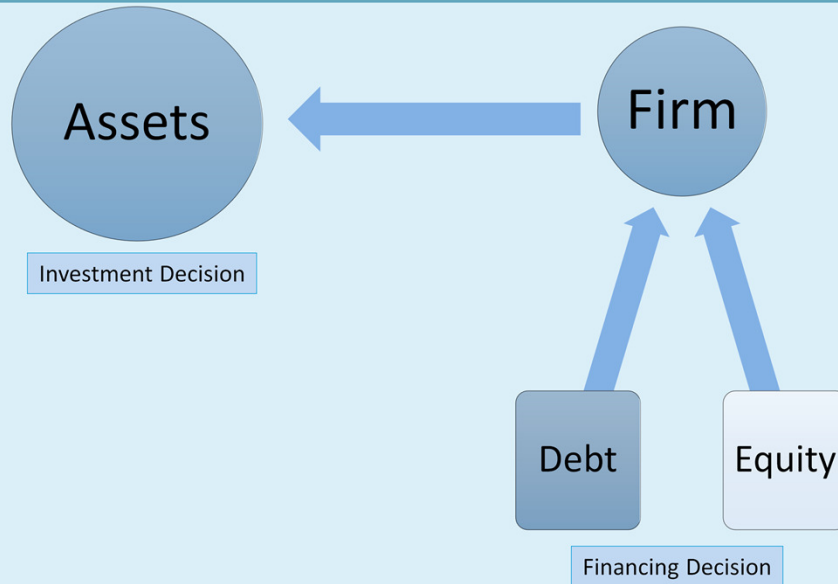 Assets
Firm
Investment Decision
Debt
Equity
Financing Decision